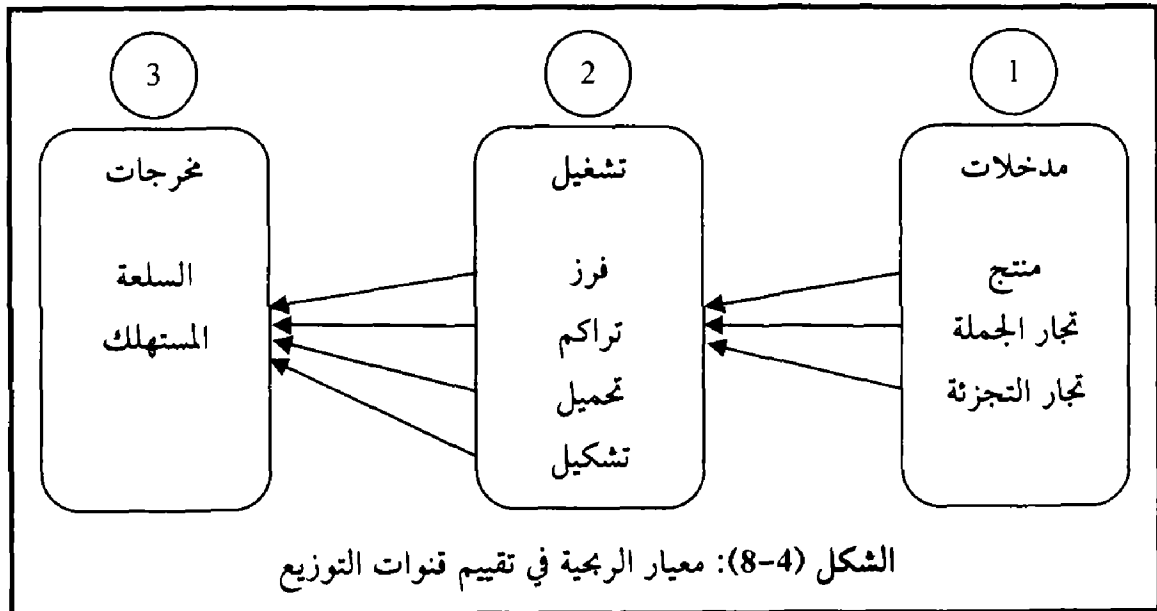 1
مدخلات
منتج
تجار الجملة
تجار التجزئة
2
تشغيل
فرز
تراكم
تحميل
تشكيل
3
مخرجات
السلعة
المستهلك
الشكل (4-8): معيار الربحية في تقييم قنوات التوزيع